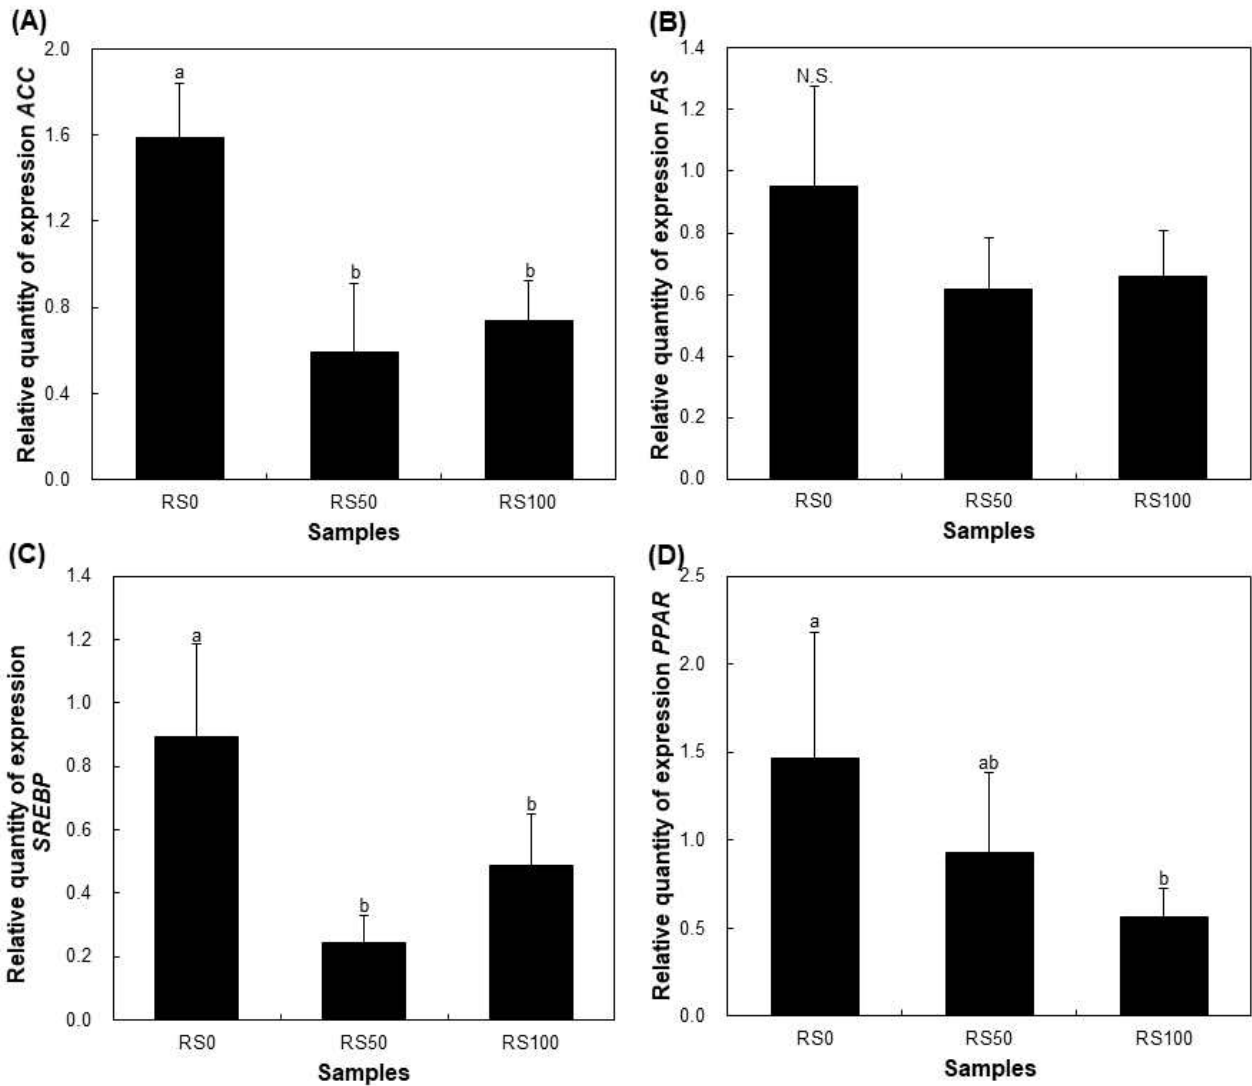 (A)
Relative quantity of expression ACC
2.0
1.6
1.2
0.8
0.4
0.0
a
b
b
RS0 RS50 RS100
Samples
(B)
Relative quantity of expression FAS
1.4
1.2
1.0
0.8
0.6
0.4
0.2
0.0
N.S.
RS0 RS50 RS100
Samples
(C)
Relative quantity of expression
SREBP
1.4
1.2
1.0
0.8
0.6
0.4
0.2
0.0
a
b
b
RS0 RS50 RS100
Samples
(D)
Relative quantity of expression PPAR
2.5
2.0
1.5
1.0
0.5
0.0
a
ab
b
RS0 RS50 RS100
Samples